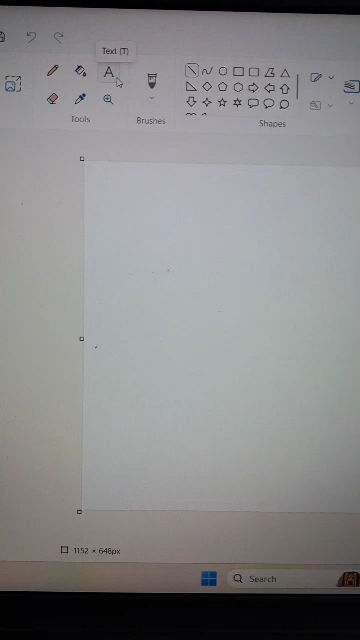 Text (T)
A
Tools
Brushes
Shapes
1152 × 648px
Search